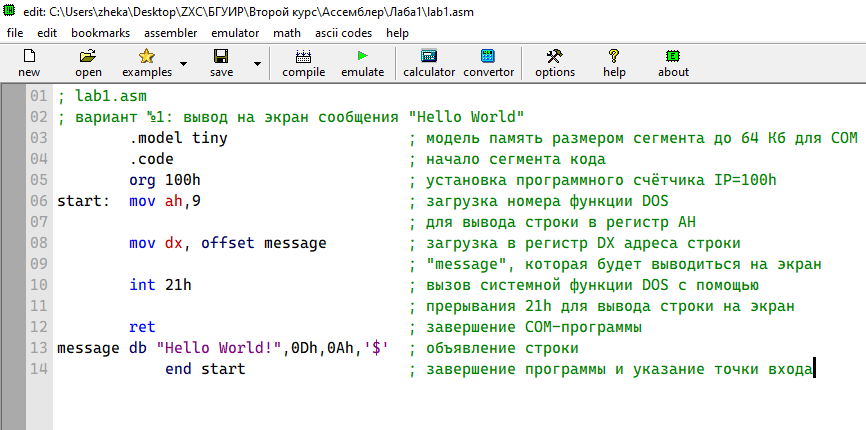 edit: C:\Users\zheka\Desktop\ZXC\БГУИР\Второй курс\Ассемблер\Лаба1\lab1.asm
file edit bookmarks assembler emulator math ascii codes help
new open examples save compile emulate calculator convertor options help about
01 ; lab1.asm
02 ; вариант №1: вывод на экран сообщения "Hello World"
03 .model tiny ; модель память размером сегмента до 64 Кб для COM
04 .code ; начало сегмента кода
05 org 100h ; установка программного счётчика IP=100h
06 start: mov ah,9 ; загрузка номера функции DOS
07 ; для вывода строки в регистр AH
08 mov dx, offset message ; загрузка в регистр DX адреса строки
09 ; "message", которая будет выводиться на экран
10 int 21h ; вызов системной функции DOS с помощью
11 ; прерывания 21h для вывода строки на экран
12 ret ; завершение COM-программы
13 message db "Hello World!",0Dh,0Ah,'$' ; объявление строки
14 end start ; завершение программы и указание точки входа